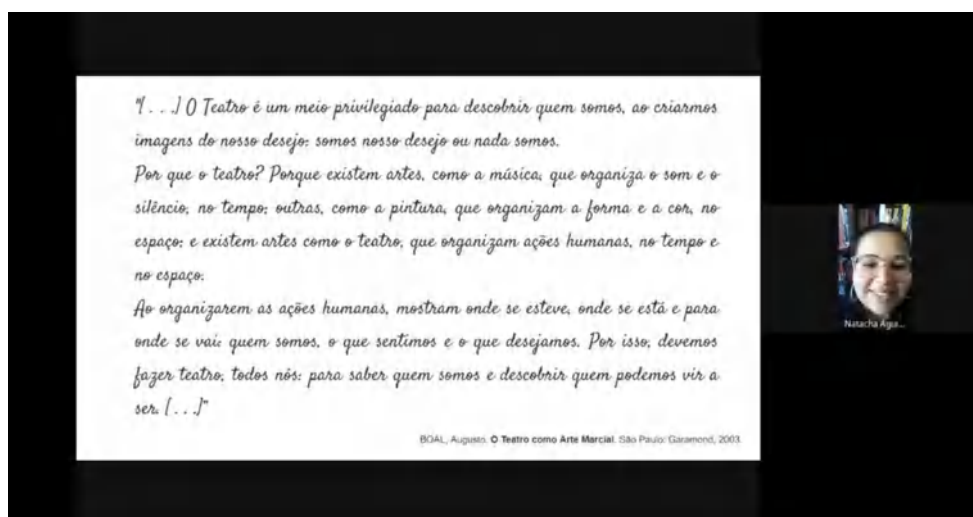 "[ . . .] O Teatro é um meio privilegiado para descobrir quem somos, ao criarmos
imagens do nosso desejo: somos nosso desejo ou nada somos.
Por que o teatro? Porque existem artes, como a música, que organiza o som e o
silêncio, no tempo; outras, como a pintura, que organizam a forma e a cor, no
espaço; e existem artes como o teatro, que organizam ações humanas, no tempo e
no espaço.
Ao organizarem as ações humanas, mostram onde se esteve, onde se está e para
onde se vai: quem somos, o que sentimos e o que desejamos. Por isso, devemos
fazer teatro, todos nós: para saber quem somos e descobrir quem podemos vir a
ser. [ . . .]"
BOAL, Augusto. O Teatro como Arte Marcial. São Paulo: Garamond, 2003.
Natacha Agui...